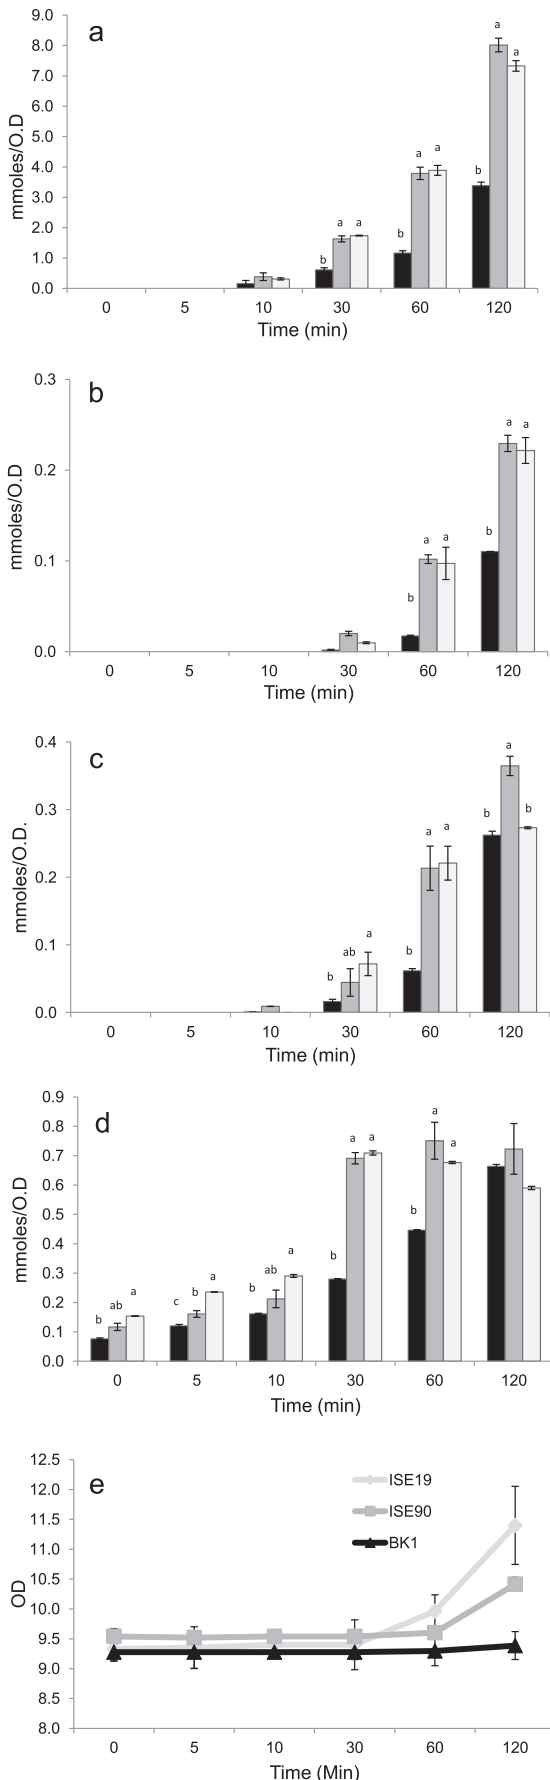 a
9.0
8.0
7.0
6.0
5.0
4.0
3.0
2.0
1.0
0.0
mmoles/O.D
b a a
b a a
b a a
0 5 10 30 60 120
Time (min)
b
0.3
0.2
0.1
0.0
mmoles/O.D
b a a
b a a
0 5 10 30 60 120
Time (min)
c
0.4
0.3
0.2
0.1
0.0
mmoles/O.D.
b ab a
b a a
b a b
0 5 10 30 60 120
Time (min)
d
0.9
0.8
0.7
0.6
0.5
0.4
0.3
0.2
0.1
0.0
mmoles/O.D
b ab a
c b a
b ab a
b a a
b a a
0 5 10 30 60 120
Time (min)
e
12.5
12.0
11.5
11.0
10.5
10.0
9.5
9.0
8.5
8.0
OD
ISE19
ISE90
BK1
0 5 10 30 60 120
Time (Min)